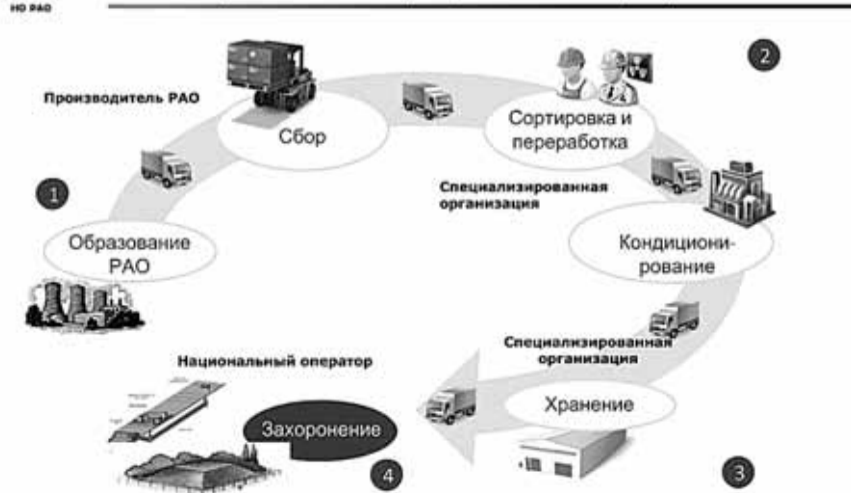 НО РАО
2
Производитель РАО
Сбор
Сортировка и
переработка
1
Специализированная
организация
Образование
РАО
Кондициони-
рование
Национальный оператор
Специализированная
организация
Захоронение
Хранение
4
3